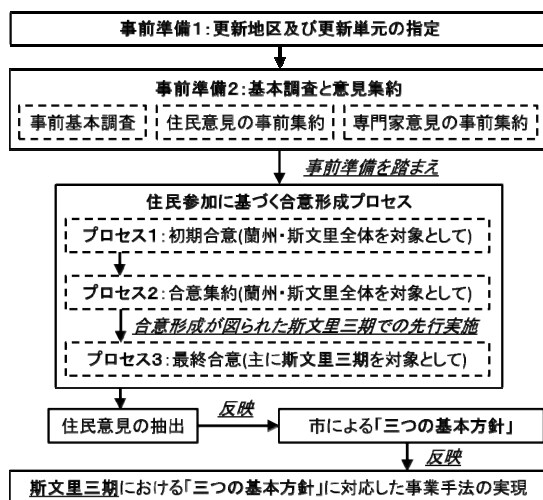 事前準備1：更新地区及び更新単元の指定
事前準備2：基本調査と意見集約
事前基本調査 住民意見の事前集約 専門家意見の事前集約
事前準備を踏まえ
住民参加に基づく合意形成プロセス
プロセス1：初期合意(蘭州・斯文里全体を対象として)
プロセス2：合意集約(蘭州・斯文里全体を対象として)
合意形成が図られた斯文里三期での先行実施
プロセス3：最終合意(主に斯文里三期を対象として)
住民意見の抽出 反映 市による「三つの基本方針」
反映
斯文里三期における「三つの基本方針」に対応した事業手法の実現